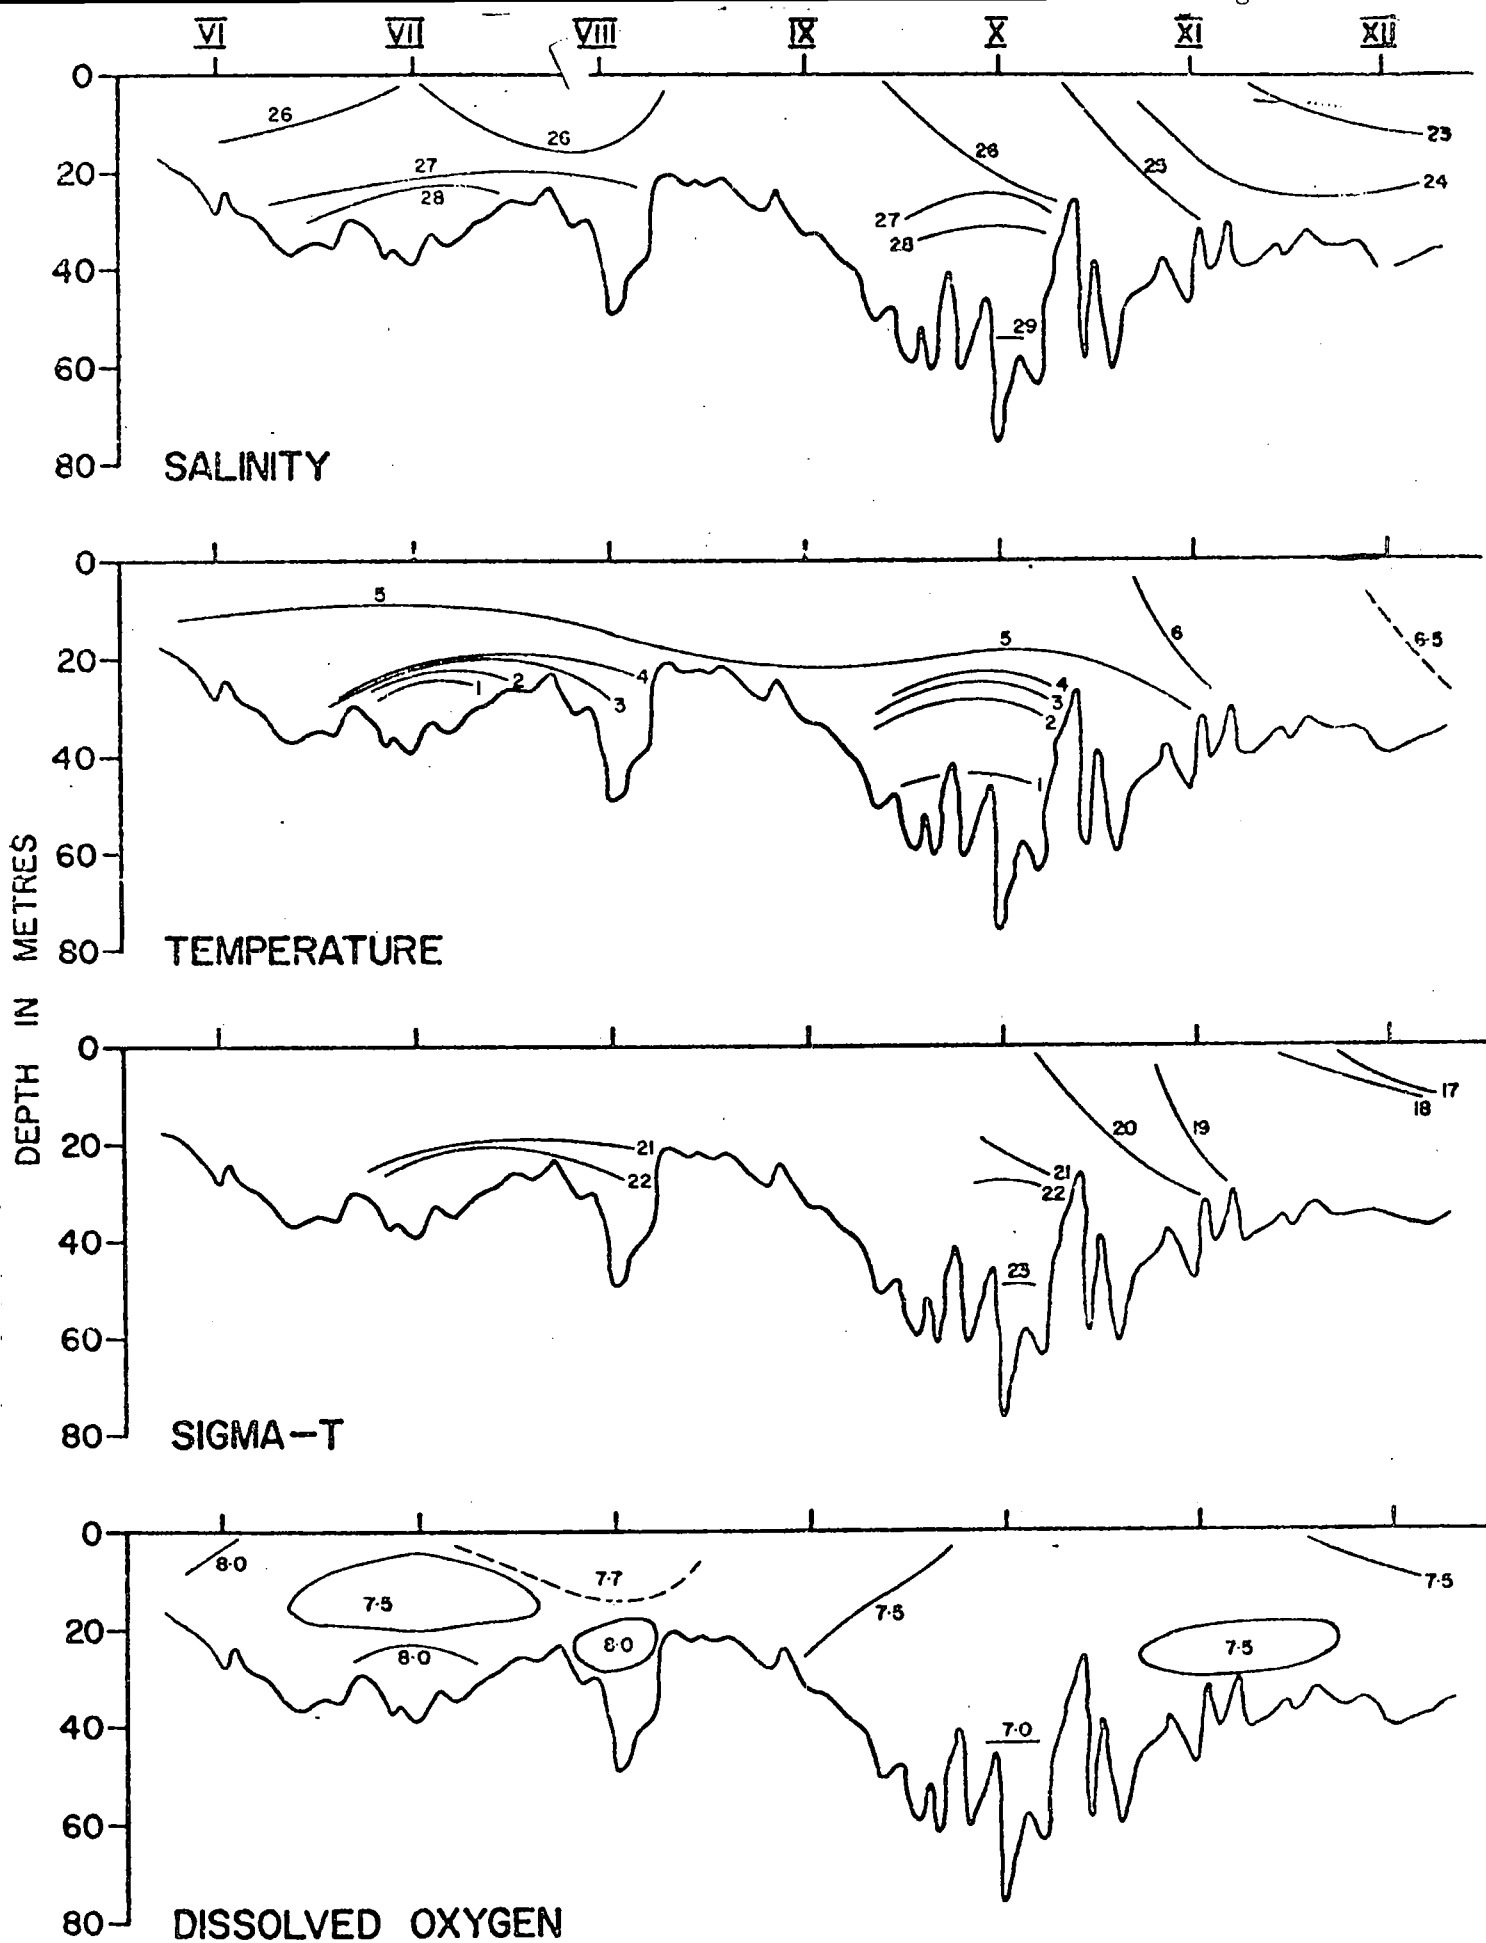 VI VII VIII IX X XI XII
0
26 26 26 25 23
20 27 28 27 28 24
40
29
60
80 SALINITY
0
5 5 6 6·5
20 4 3 2 1 4 3 2
40 1
60
80 TEMPERATURE
DEPTH IN METRES
0
17 18
20 21 22 20 19 21 22
40
23
60
80 SIGMA-T
0
8·0 7·5 7·7 7·5 7·5
20 8·0 8·0 7·5
40 7·0
60
80 DISSOLVED OXYGEN